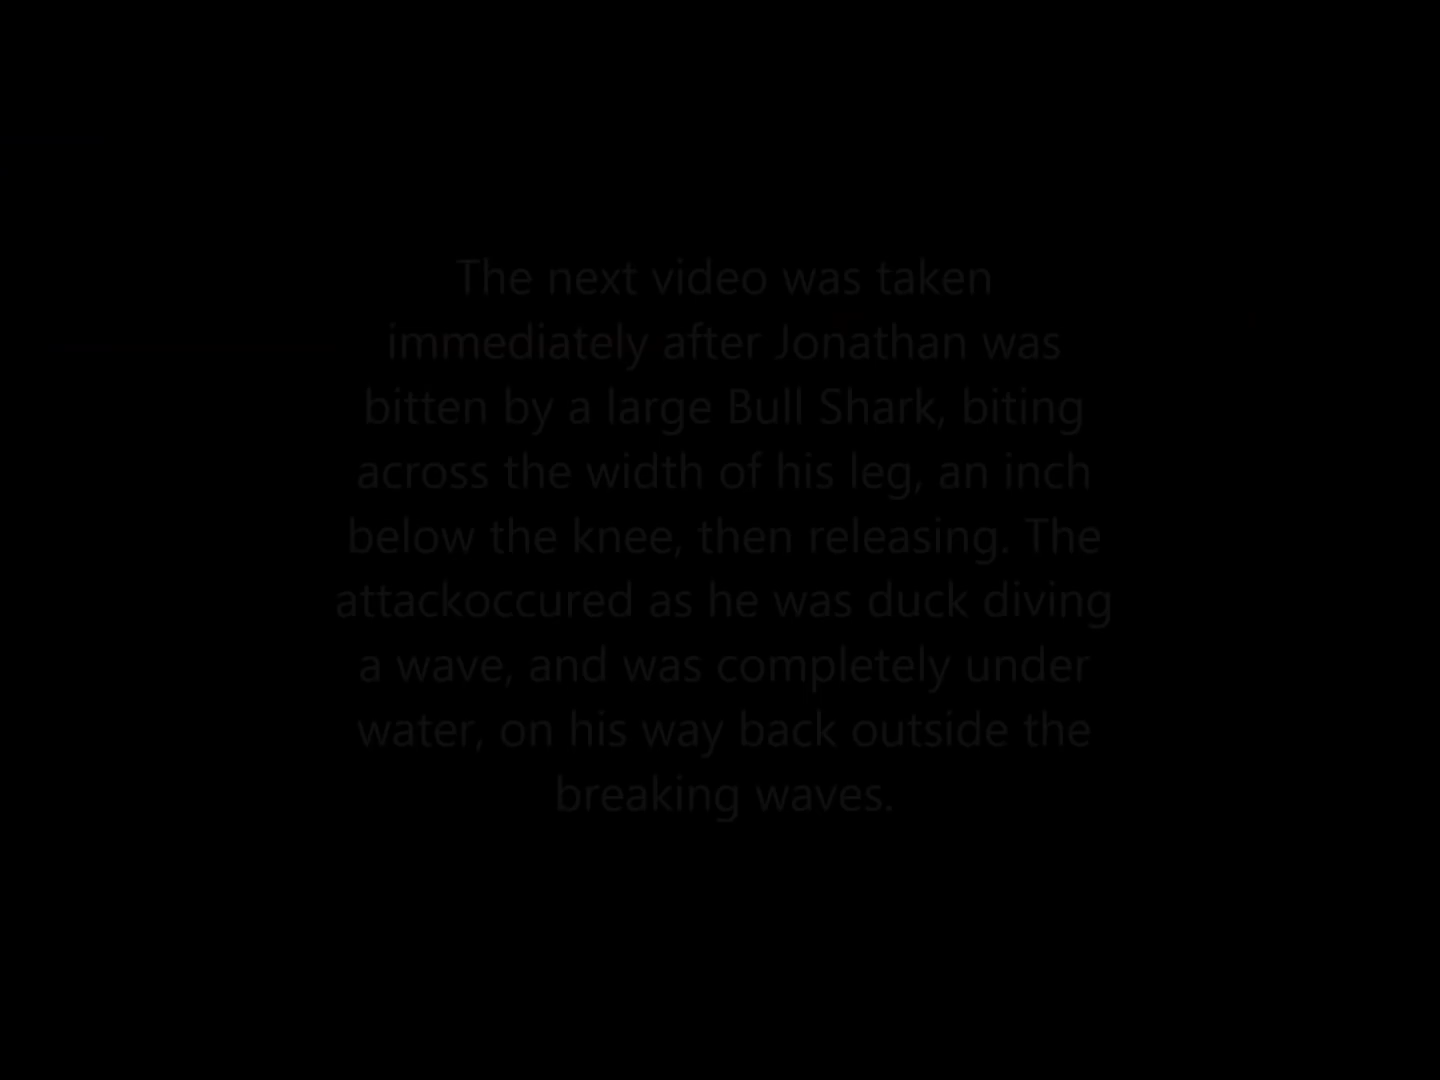 The next video was taken
immediately after Jonathan was
bitten by a large Bull Shark, biting
across the width of his leg, an inch
below the knee, then releasing. The
attackoccured as he was duck diving
a wave, and was completely under
water, on his way back outside the
breaking waves.